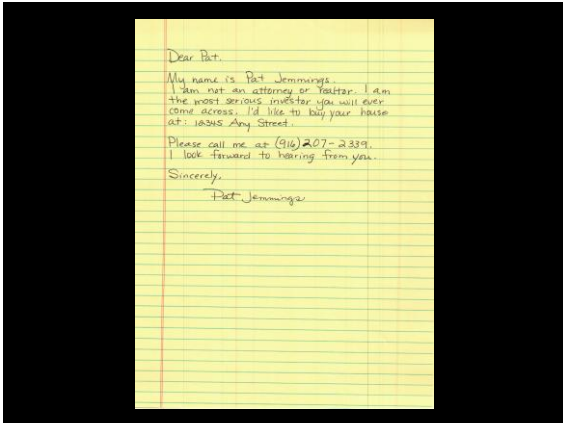 Dear Pat,
My name is Pat Jemmings.
I am not an attorney or realtor. I am
the most serious investor you will ever
come across. I'd like to buy your house
at: 12345 Any Street.
Please call me at (916) 207-2339.
I look forward to hearing from you.
Sincerely,
Pat Jemmings